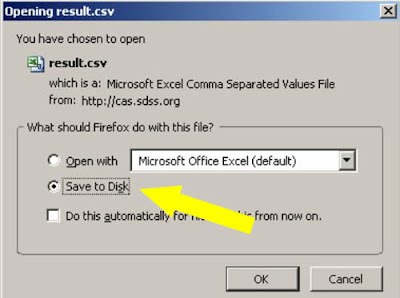 Opening result.csv
You have chosen to open
result.csv
which is a: Microsoft Excel Comma Separated Values File
from: http://cas.sdss.org
What should Firefox do with this file?
Open with Microsoft Office Excel (default)
Save to Disk
Do this automatically for from now on.
OK Cancel